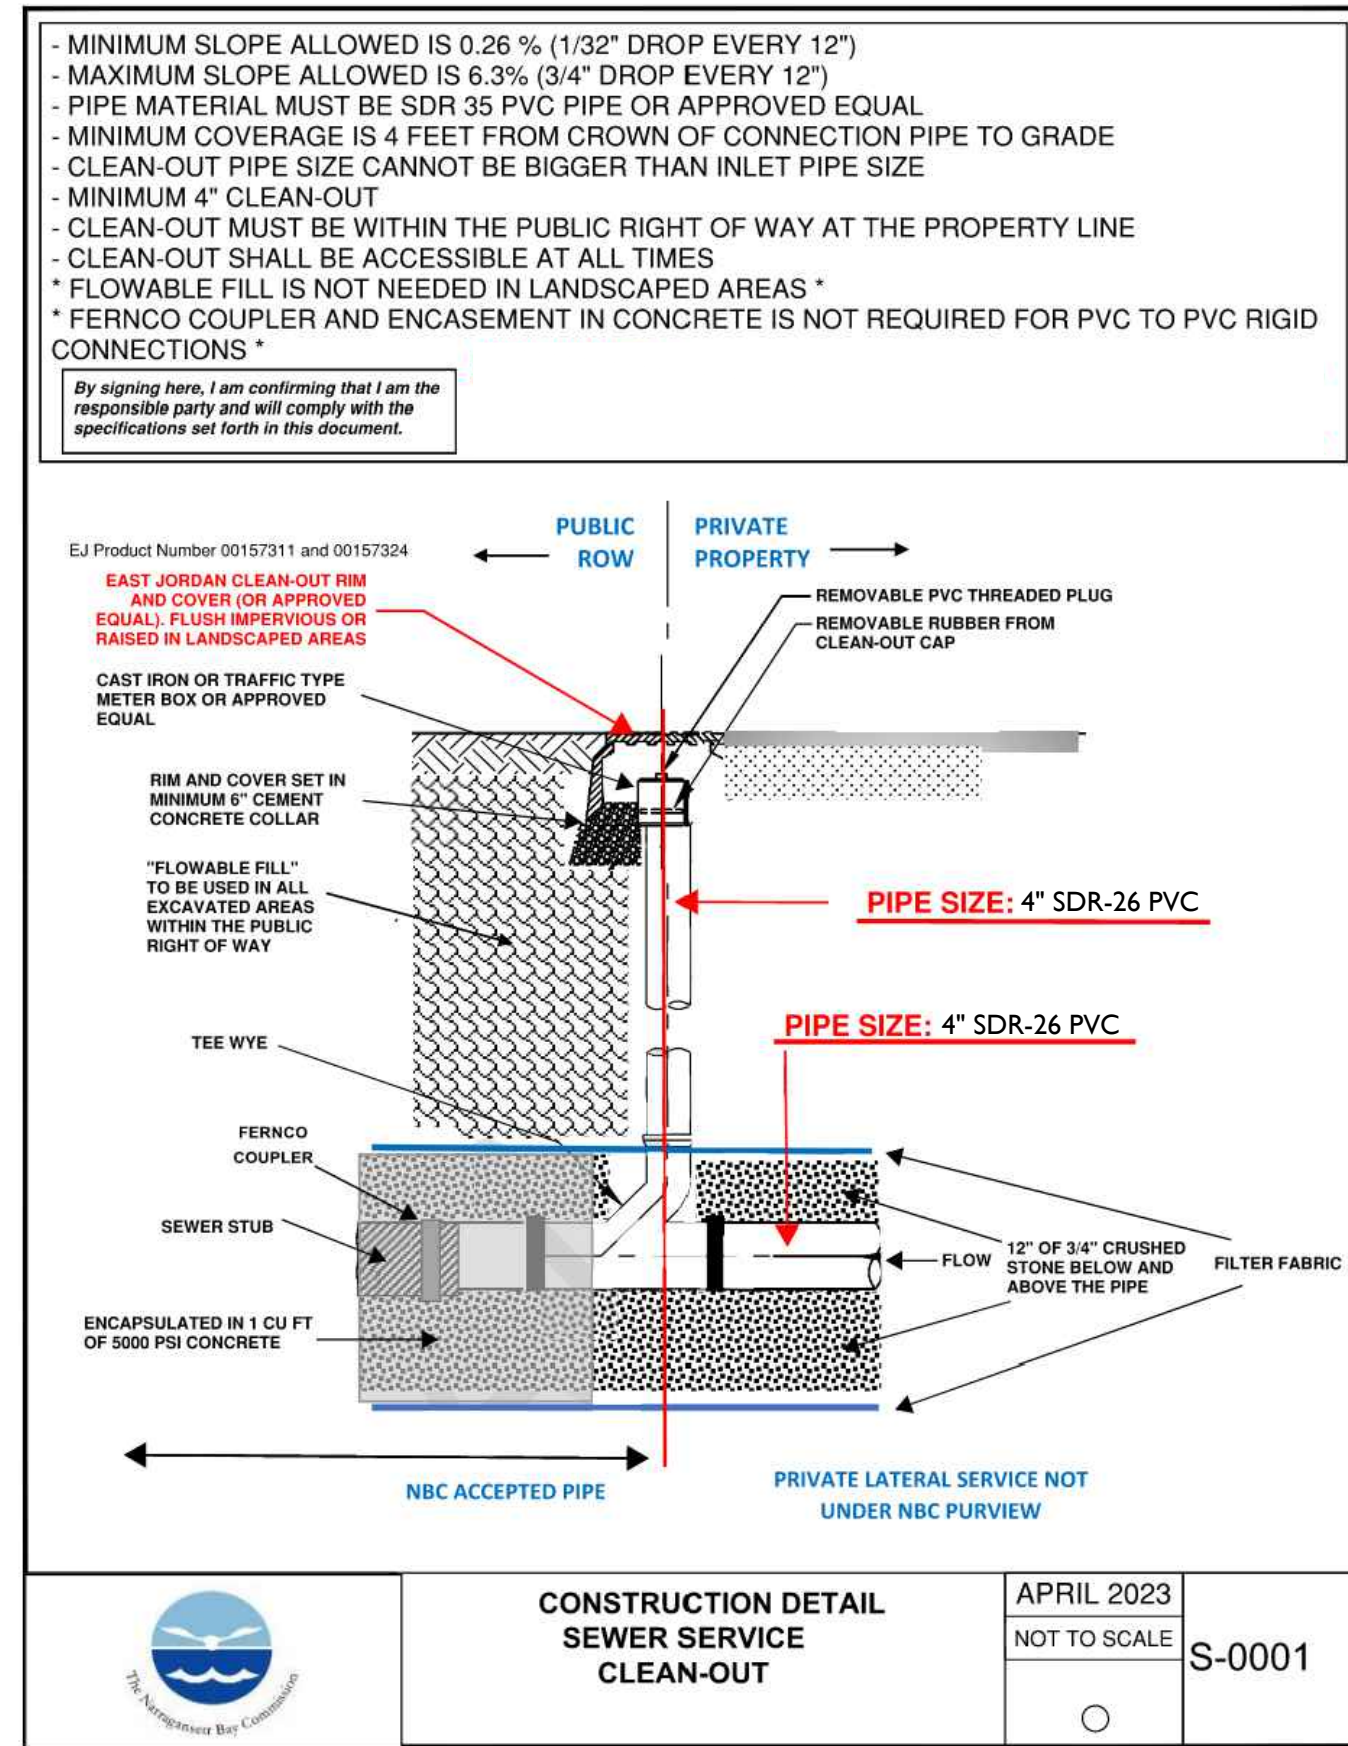 - MINIMUM SLOPE ALLOWED IS 0.26 % (1/32" DROP EVERY 12")
- MAXIMUM SLOPE ALLOWED IS 6.3% (3/4" DROP EVERY 12")
- PIPE MATERIAL MUST BE SDR 35 PVC PIPE OR APPROVED EQUAL
- MINIMUM COVERAGE IS 4 FEET FROM CROWN OF CONNECTION PIPE TO GRADE
- CLEAN-OUT PIPE SIZE CANNOT BE BIGGER THAN INLET PIPE SIZE
- MINIMUM 4" CLEAN-OUT
- CLEAN-OUT MUST BE WITHIN THE PUBLIC RIGHT OF WAY AT THE PROPERTY LINE
- CLEAN-OUT SHALL BE ACCESSIBLE AT ALL TIMES
* FLOWABLE FILL IS NOT NEEDED IN LANDSCAPED AREAS *
* FERNCO COUPLER AND ENCASEMENT IN CONCRETE IS NOT REQUIRED FOR PVC TO PVC RIGID
CONNECTIONS *
By signing here, I am confirming that I am the
responsible party and will comply with the
specifications set forth in this document.
PUBLIC
ROW
PRIVATE
PROPERTY
EJ Product Number 00157311 and 00157324
EAST JORDAN CLEAN-OUT RIM
AND COVER (OR APPROVED
EQUAL). FLUSH IMPERVIOUS OR
RAISED IN LANDSCAPED AREAS
REMOVABLE PVC THREADED PLUG
REMOVABLE RUBBER FROM
CLEAN-OUT CAP
CAST IRON OR TRAFFIC TYPE
METER BOX OR APPROVED
EQUAL
RIM AND COVER SET IN
MINIMUM 6" CEMENT
CONCRETE COLLAR
"FLOWABLE FILL"
TO BE USED IN ALL
EXCAVATED AREAS
WITHIN THE PUBLIC
RIGHT OF WAY
PIPE SIZE: 4" SDR-26 PVC
PIPE SIZE: 4" SDR-26 PVC
TEE WYE
FERNCO
COUPLER
SEWER STUB
FLOW
12" OF 3/4" CRUSHED
STONE BELOW AND
ABOVE THE PIPE
FILTER FABRIC
ENCAPSULATED IN 1 CU FT
OF 5000 PSI CONCRETE
NBC ACCEPTED PIPE
PRIVATE LATERAL SERVICE NOT
UNDER NBC PURVIEW
The Narragansett Bay Commission
CONSTRUCTION DETAIL
SEWER SERVICE
CLEAN-OUT
APRIL 2023
NOT TO SCALE
S-0001